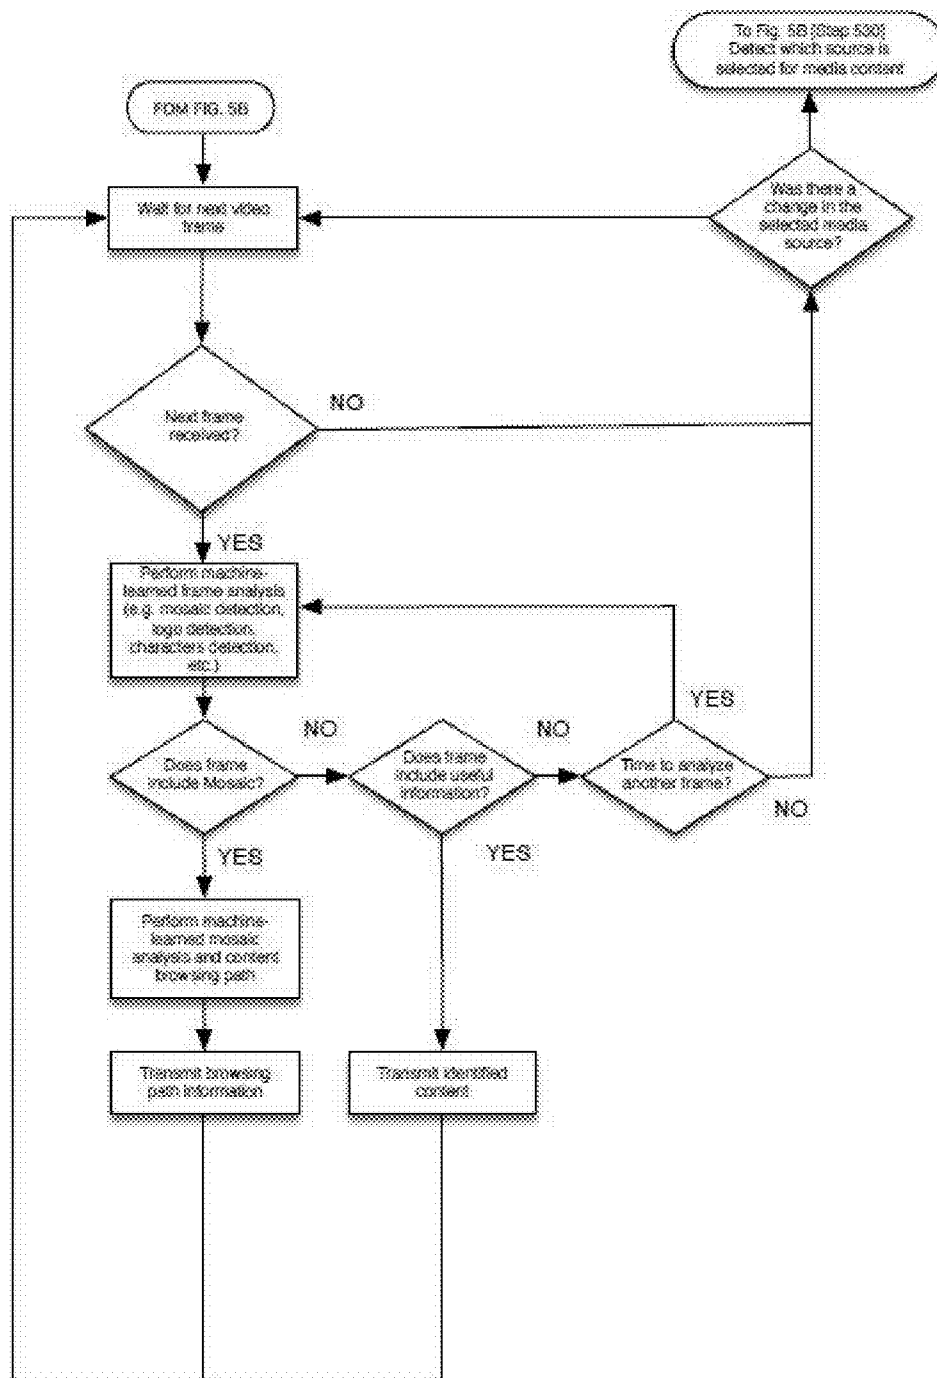 To Fig. 5B [Step 530]
Detect which source is
selected for media content
FOM FIG. 5B
Wait for next video
frame
Was there a
change in the
selected media
source?
Next frame
received?
NO
YES
Perform machine-
learned frame analysis
(e.g. mosaic detection,
logo detection,
characters detection,
etc.)
YES
Does frame
include Mosaic?
NO
Does frame
include useful
information?
NO
Time to analyze
another frame?
NO
YES
YES
Perform machine-
learned mosaic
analysis and content
browsing path
Transmit browsing
path information
Transmit identified
content